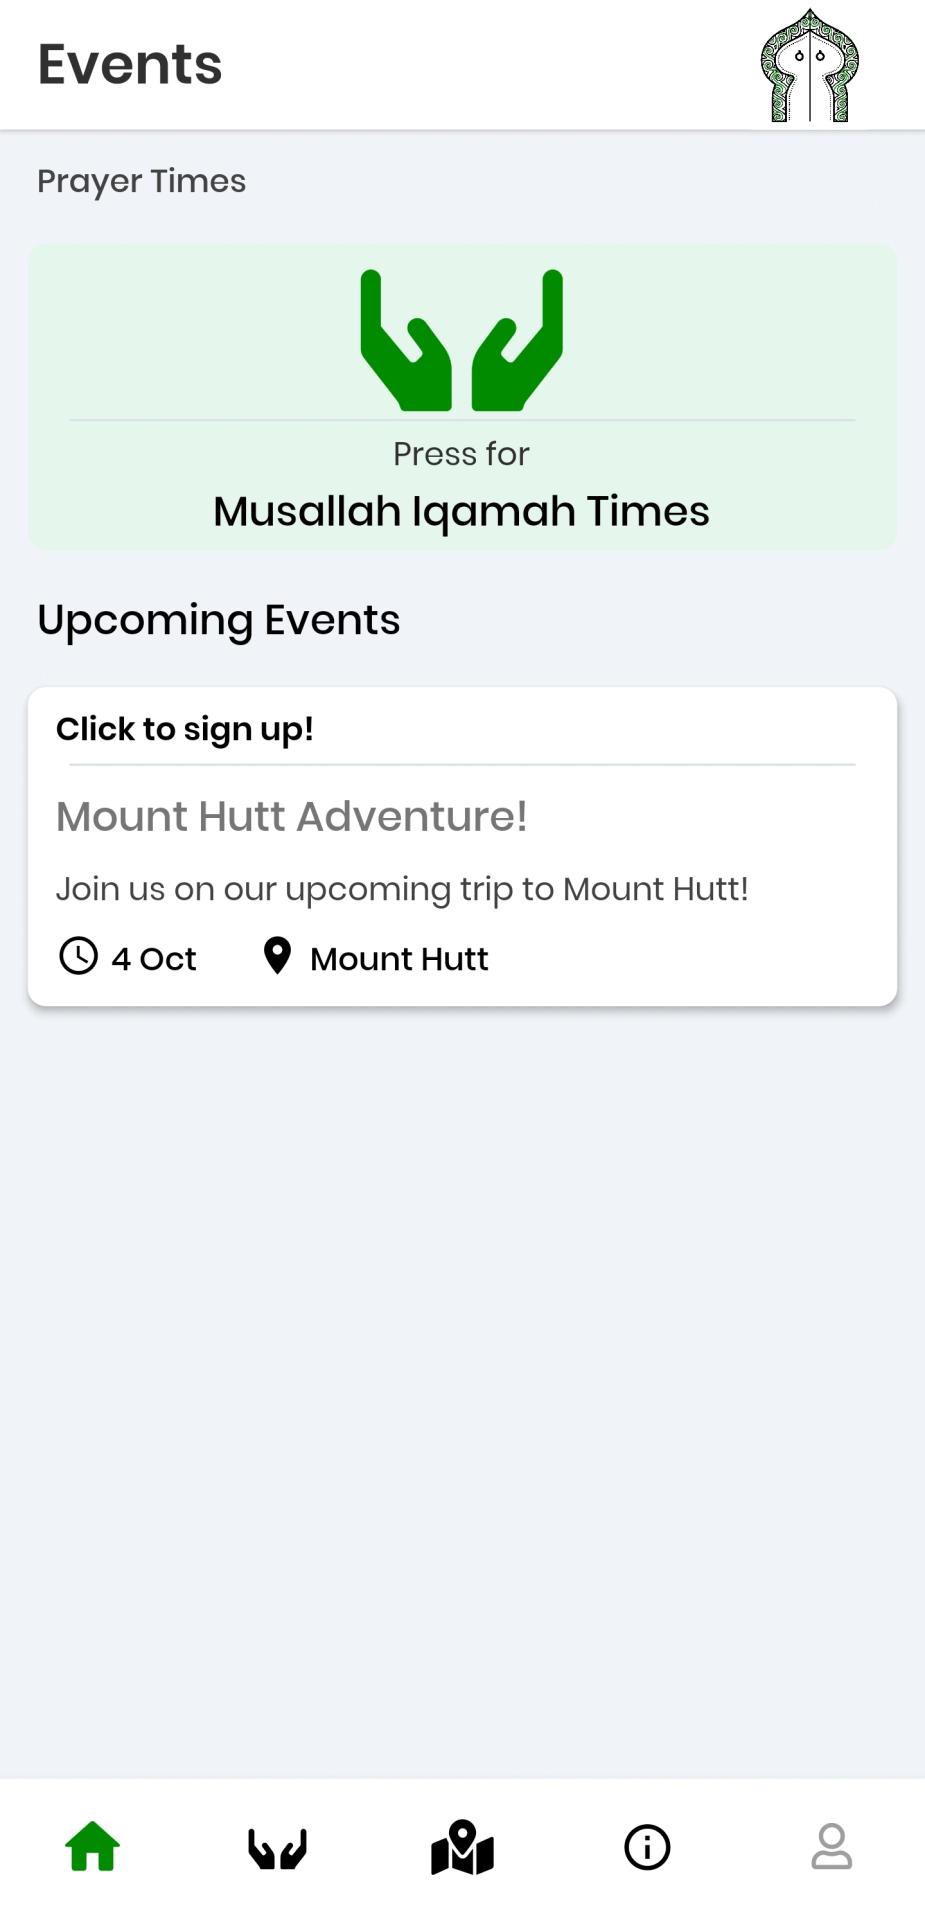 Events
Prayer Times
Press for
Musallah Iqamah Times
Upcoming Events
Click to sign up!
Mount Hutt Adventure!
Join us on our upcoming trip to Mount Hutt!
4 Oct Mount Hutt